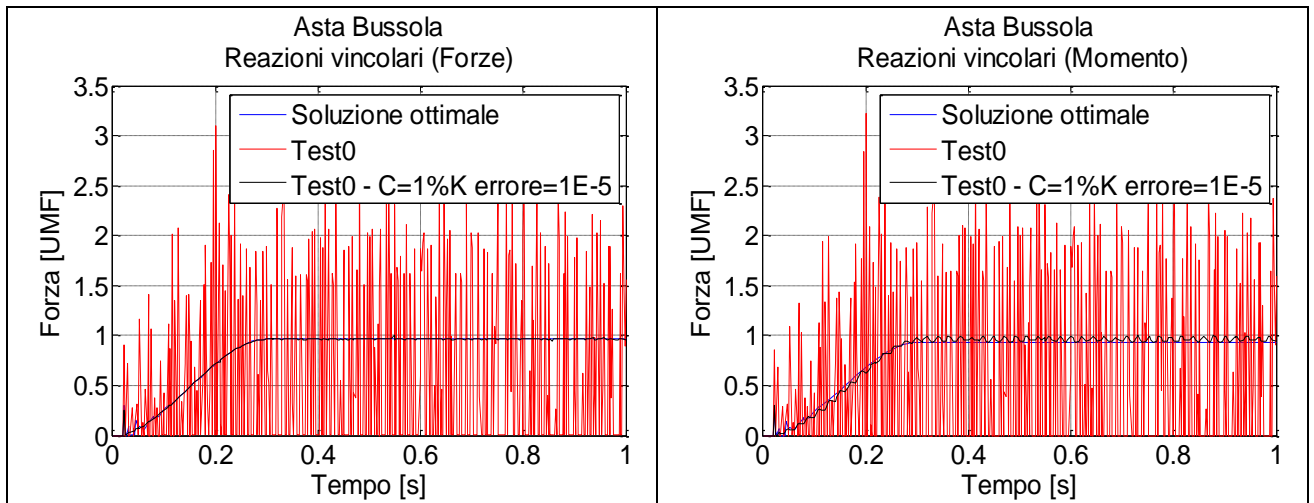 Asta Bussola
Reazioni vincolari (Forze)
3.5
3
2.5
2
1.5
1
0.5
0
Forza [UMF]
Soluzione ottimale
Test0
Test0 - C=1%K errore=1E-5
0 0.2 0.4 0.6 0.8 1
Tempo [s]
Asta Bussola
Reazioni vincolari (Momento)
3.5
3
2.5
2
1.5
1
0.5
0
Forza [UMF]
Soluzione ottimale
Test0
Test0 - C=1%K errore=1E-5
0 0.2 0.4 0.6 0.8 1
Tempo [s]